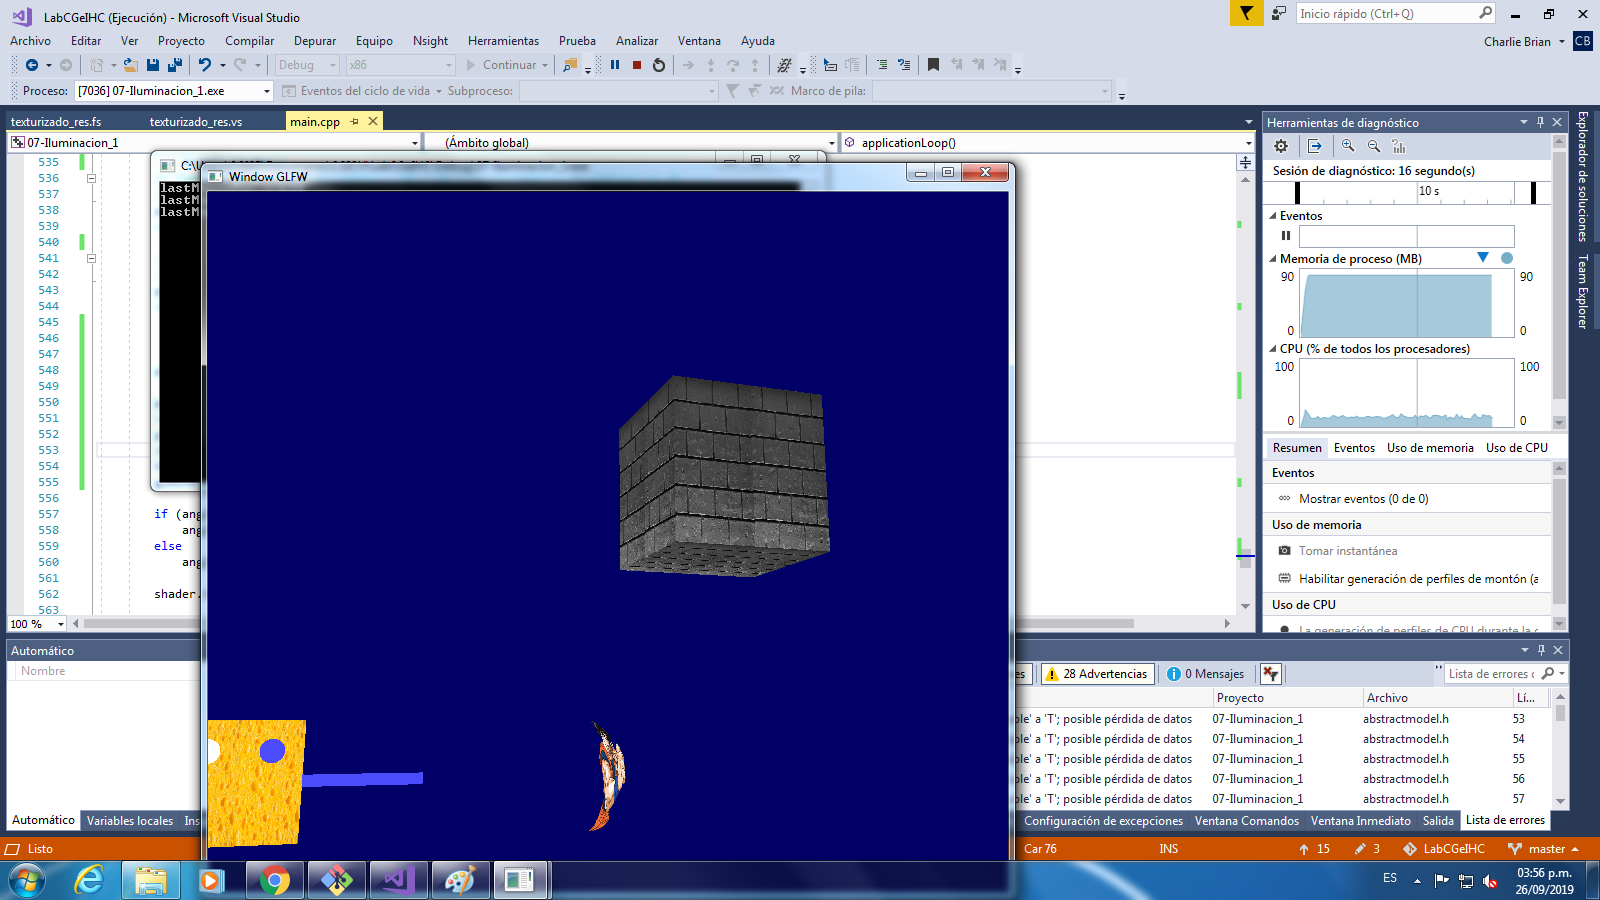 LabCGeIHC (Ejecución) - Microsoft Visual Studio
Inicio rápido (Ctrl+Q)
Archivo Editar Ver Proyecto Compilar Depurar Equipo Nsight Herramientas Prueba Analizar Ventana Ayuda
Charlie Brian CB
Debug x86 Continuar
Proceso: [7036] 07-Iluminacion_1.exe Eventos del ciclo de vida Subproceso: Marco de pila:
texturizado_res.fs texturizado_res.vs main.cpp
07-Iluminacion_1 (Ámbito global) applicationLoop()
535
536
537
538
539
540
541
542
543
544
545
546
547
548
549
550
551
552
553
554
555
556
557 if (ang
558 ang
559 else
560 ang
561
562 shader.
563
100 %
Window GLFW
lastM
lastM
lastM
Herramientas de diagnóstico
Sesión de diagnóstico: 16 segundo(s)
10 s
Eventos
Memoria de proceso (MB)
90 90
0 0
CPU (% de todos los procesadores)
100 100
0 0
Resumen Eventos Uso de memoria Uso de CPU
Eventos
Mostrar eventos (0 de 0)
Uso de memoria
Tomar instantánea
Habilitar generación de perfiles de montón (a
Uso de CPU
La generación de perfiles de CPU durante la
Explorador de soluciones
Team Explorer
Automático
Nombre
Automático Variables locales Ins
es 28 Advertencias 0 Mensajes Lista de errores
Proyecto Archivo Lí...
ble' a 'T'; posible pérdida de datos 07-Iluminacion_1 abstractmodel.h 53
ble' a 'T'; posible pérdida de datos 07-Iluminacion_1 abstractmodel.h 54
ble' a 'T'; posible pérdida de datos 07-Iluminacion_1 abstractmodel.h 55
ble' a 'T'; posible pérdida de datos 07-Iluminacion_1 abstractmodel.h 56
ble' a 'T'; posible pérdida de datos 07-Iluminacion_1 abstractmodel.h 57
Configuración de excepciones Ventana Comandos Ventana Inmediato Salida Lista de errores
Listo Car 76 INS 15 3 LabCGeIHC master
ES
03:56 p.m.
26/09/2019